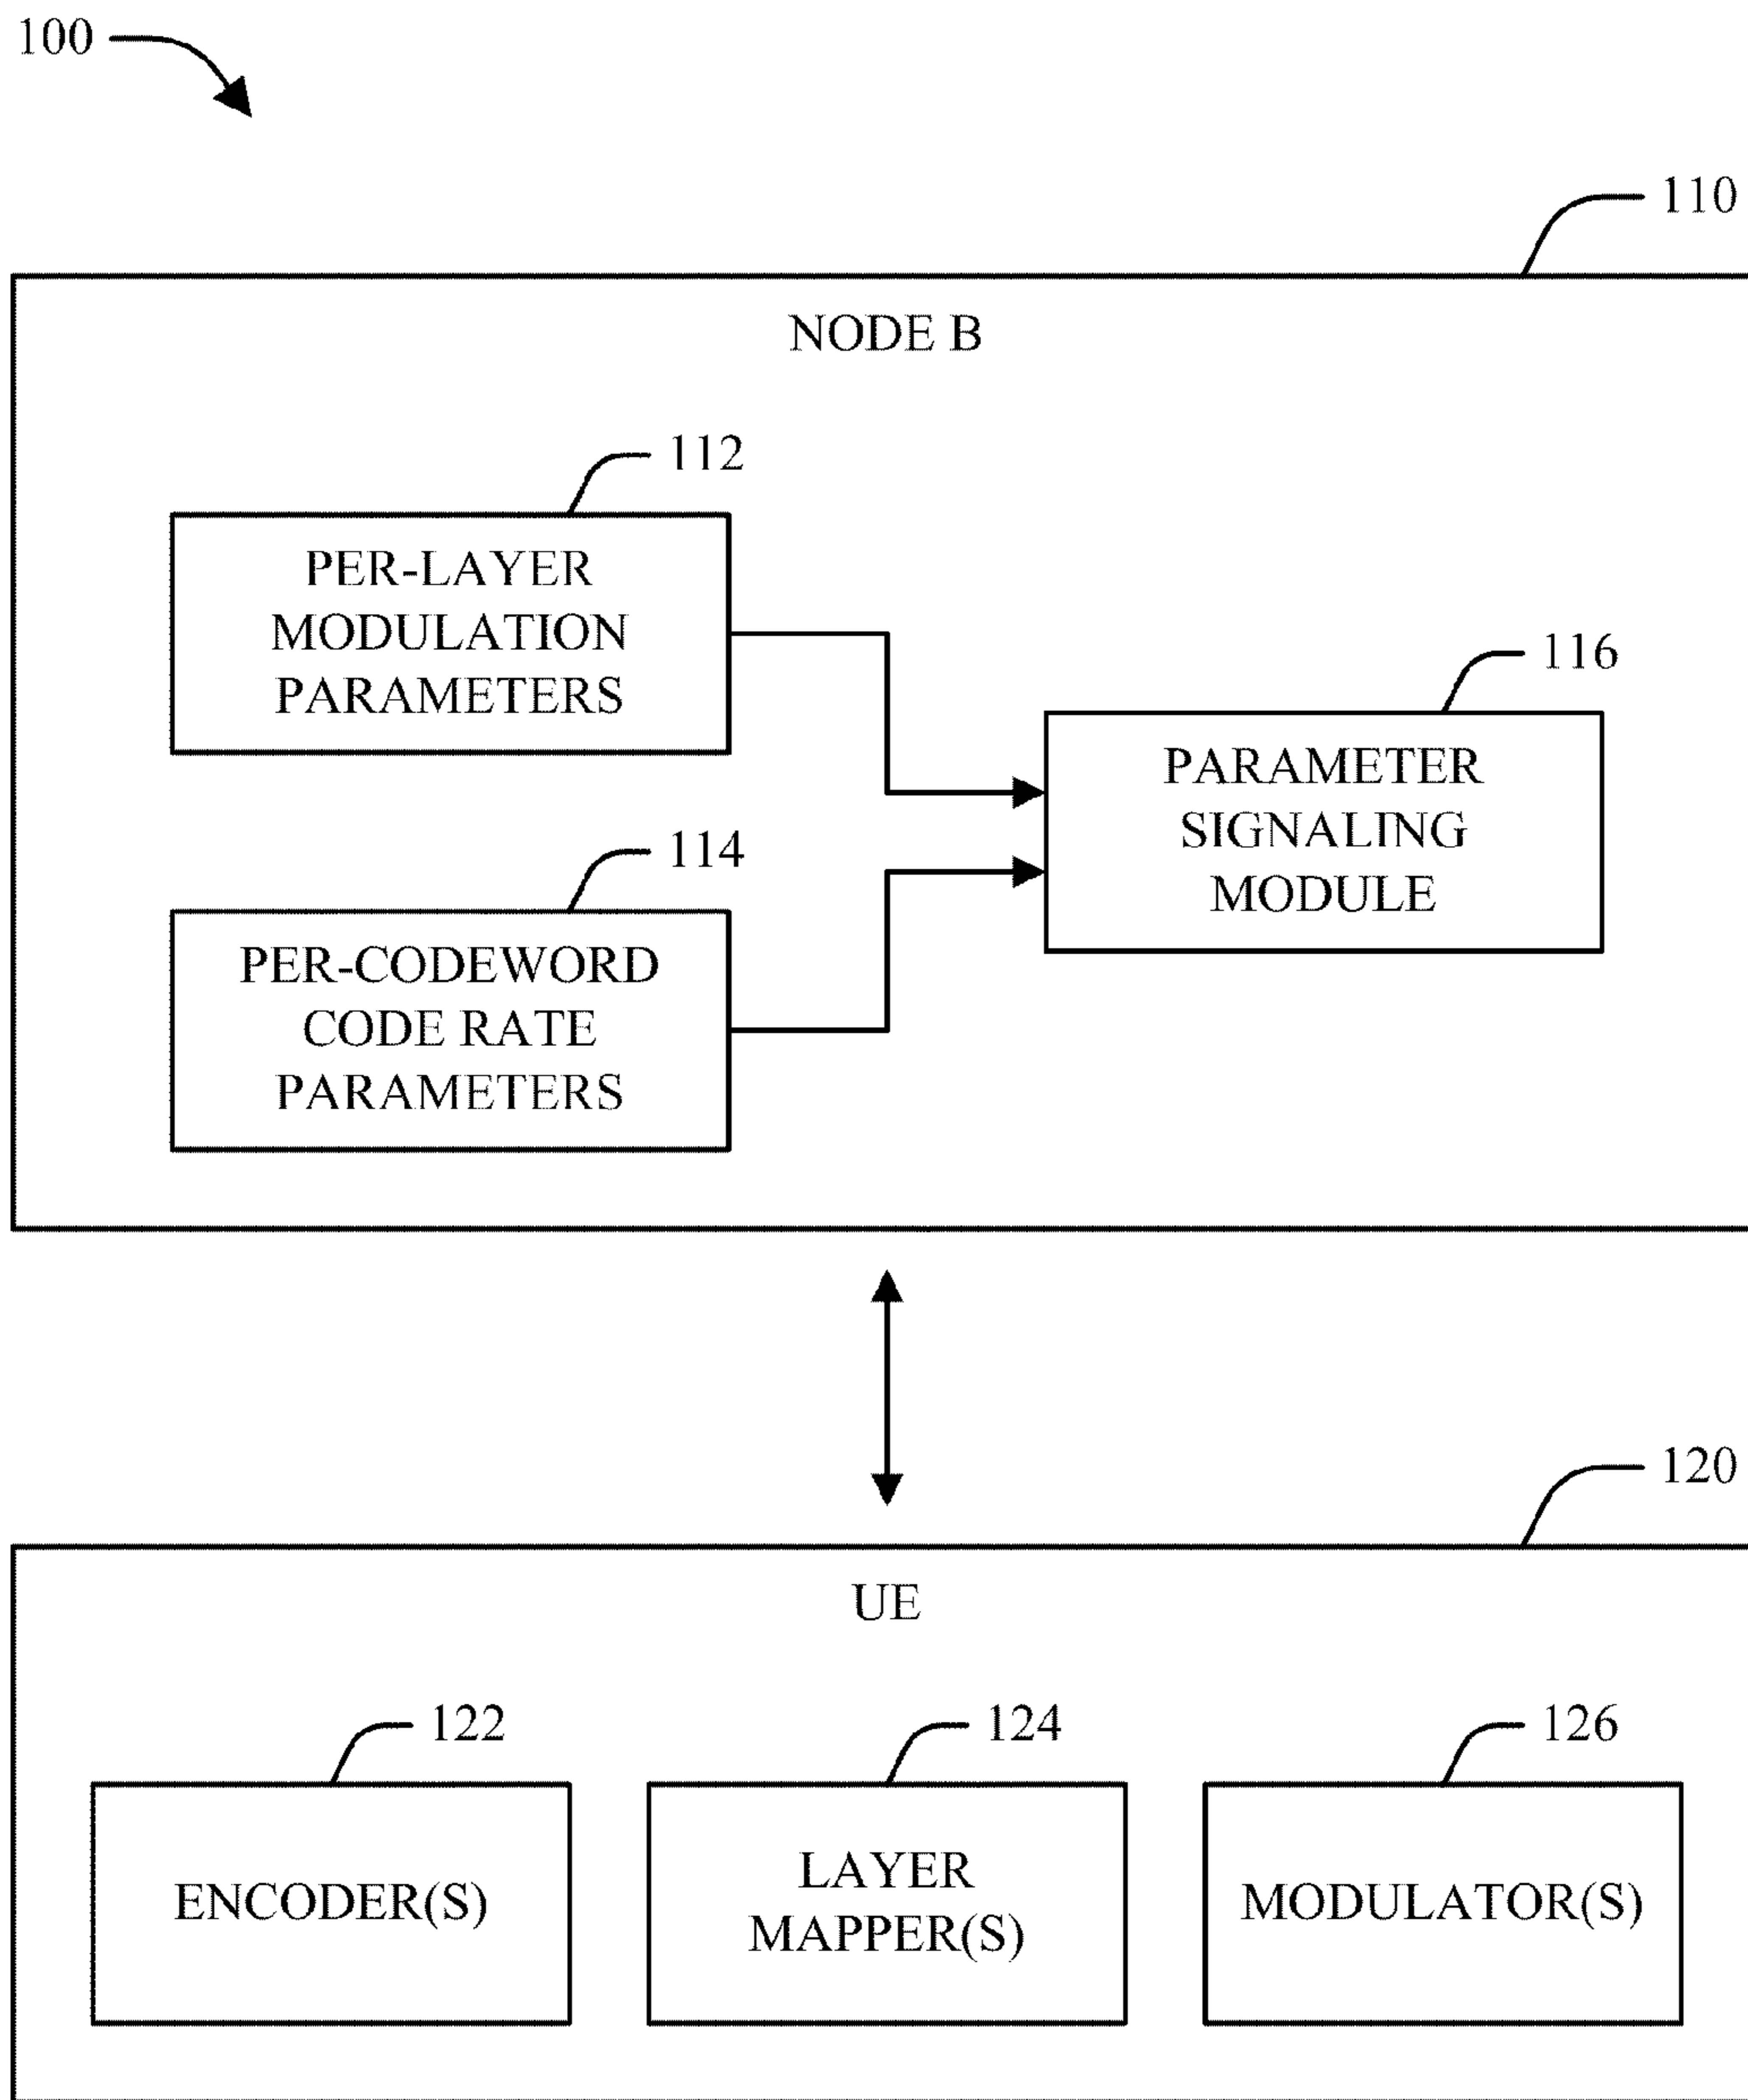 100
110
NODE B
112
PER-LAYER
MODULATION
PARAMETERS
116
PARAMETER
SIGNALING
MODULE
114
PER-CODEWORD
CODE RATE
PARAMETERS
120
UE
122
124
126
ENCODER(S)
LAYER
MAPPER(S)
MODULATOR(S)